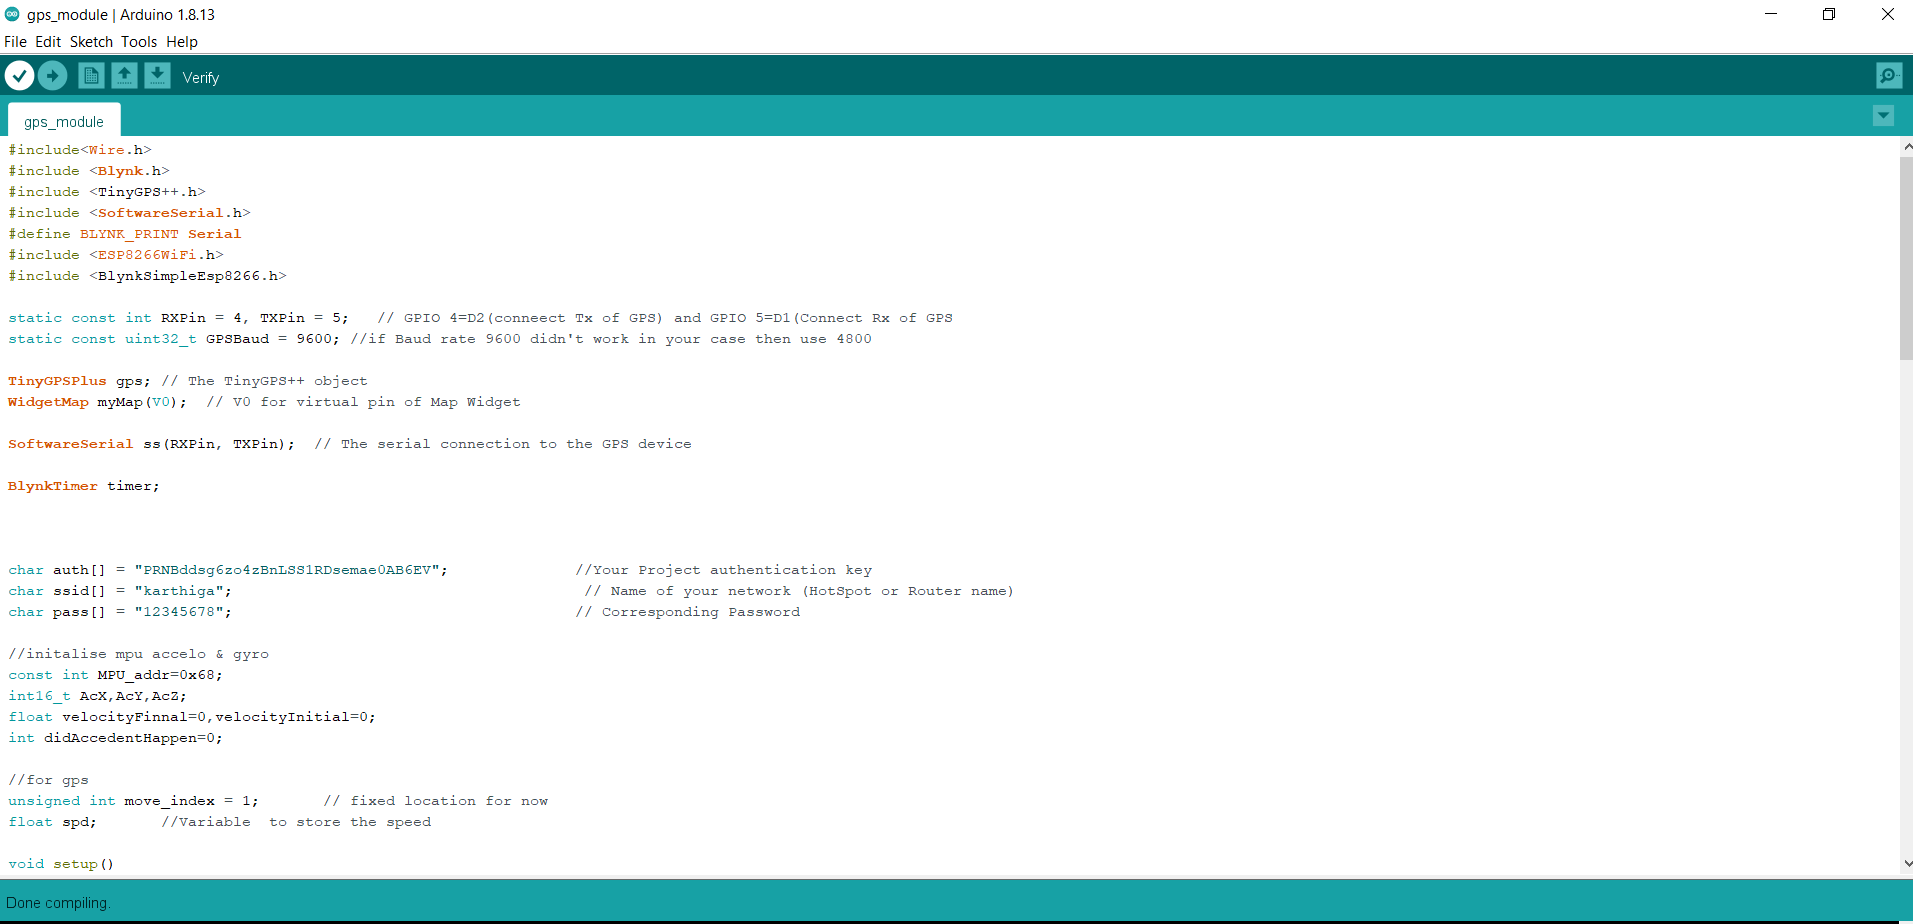 gps_module | Arduino 1.8.13
File Edit Sketch Tools Help
Verify
gps_module
#include<Wire.h>
#include <Blynk.h>
#include <TinyGPS++.h>
#include <SoftwareSerial.h>
#define BLYNK_PRINT Serial
#include <ESP8266WiFi.h>
#include <BlynkSimpleEsp8266.h>
static const int RXPin = 4, TXPin = 5;   // GPIO 4=D2(conneect Tx of GPS) and GPIO 5=D1(Connect Rx of GPS
static const uint32_t GPSBaud = 9600; //if Baud rate 9600 didn't work in your case then use 4800
TinyGPSPlus gps; // The TinyGPS++ object
WidgetMap myMap(V0);  // V0 for virtual pin of Map Widget
SoftwareSerial ss(RXPin, TXPin);  // The serial connection to the GPS device
BlynkTimer timer;
char auth[] = "PRNBddsg6zo4zBnLSS1RDsemae0AB6EV";              //Your Project authentication key
char ssid[] = "karthiga";                                       // Name of your network (HotSpot or Router name)
char pass[] = "12345678";                                      // Corresponding Password
//initalise mpu accelo & gyro
const int MPU_addr=0x68;
int16_t AcX,AcY,AcZ;
float velocityFinnal=0,velocityInitial=0;
int didAccedentHappen=0;
//for gps
unsigned int move_index = 1;       // fixed location for now
float spd;       //Variable  to store the speed
void setup()
Done compiling.